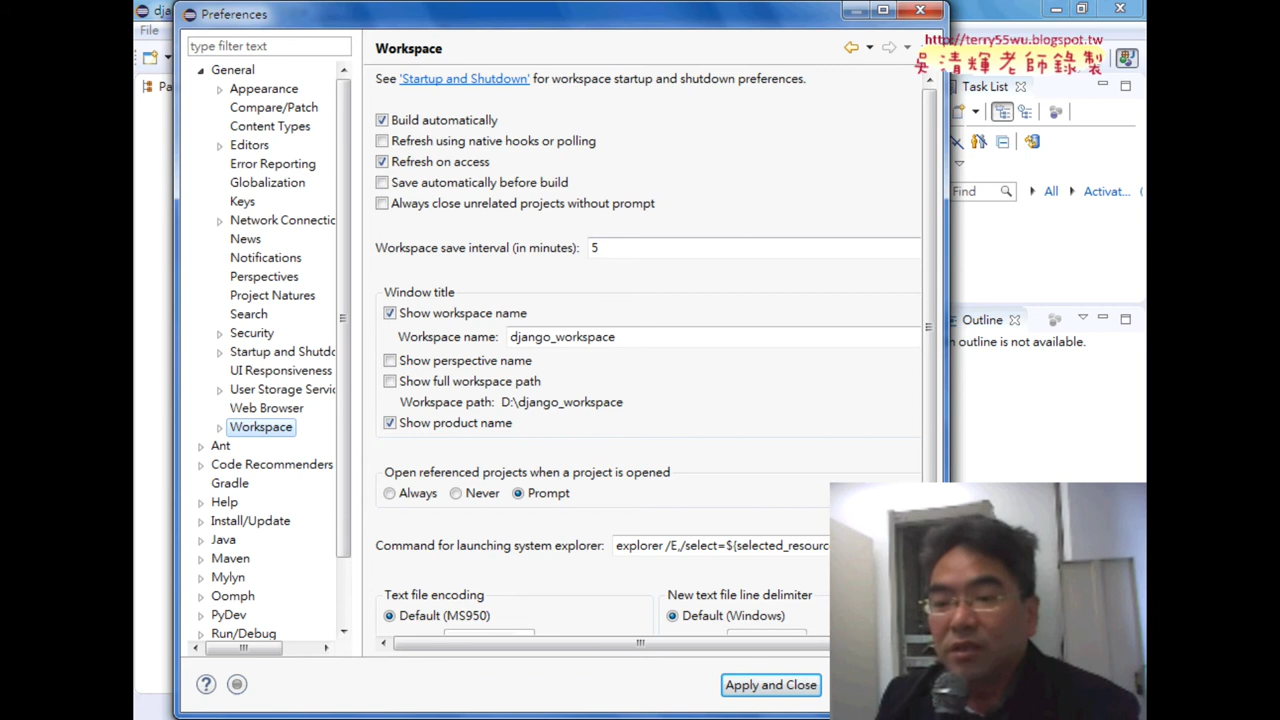 dja
Preferences
File
http://terry55wu.blogspot.tw
吳清輝老師錄製
type filter text
General
Appearance
Compare/Patch
Content Types
Editors
Error Reporting
Globalization
Keys
Network Connectic
News
Notifications
Perspectives
Project Natures
Search
Security
Startup and Shutdo
UI Responsiveness
User Storage Servic
Web Browser
Workspace
Ant
Code Recommenders
Gradle
Help
Install/Update
Java
Maven
Mylyn
Oomph
PyDev
Run/Debug
Workspace
See 'Startup and Shutdown' for workspace startup and shutdown preferences.
Build automatically
Refresh using native hooks or polling
Refresh on access
Save automatically before build
Always close unrelated projects without prompt
Workspace save interval (in minutes): 5
Window title
Show workspace name
Workspace name: django_workspace
Show perspective name
Show full workspace path
Workspace path: D:\django_workspace
Show product name
Open referenced projects when a project is opened
Always Never Prompt
Command for launching system explorer: explorer /E,/select=${selected_resourc
Text file encoding
Default (MS950)
New text file line delimiter
Default (Windows)
Apply and Close
Pa
Task List
Find
All
Activat...
Outline
n outline is not available.